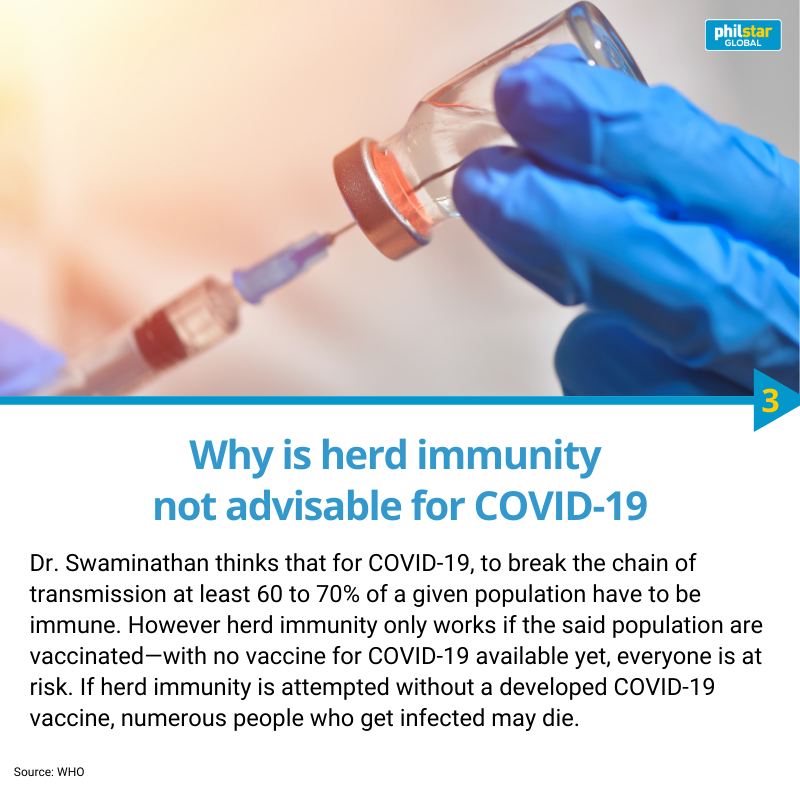 philstar
GLOBAL
3
Why is herd immunity
not advisable for COVID-19
Dr. Swaminathan thinks that for COVID-19, to break the chain of
transmission at least 60 to 70% of a given population have to be
immune. However herd immunity only works if the said population are
vaccinated—with no vaccine for COVID-19 available yet, everyone is at
risk. If herd immunity is attempted without a developed COVID-19
vaccine, numerous people who get infected may die.
Source: WHO